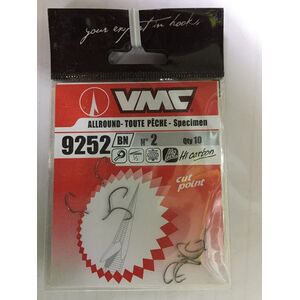 your expert in hooks
VMC
ALLROUND- TOUTE PÊCHE - Specimen
9252 BN N° 2 Qty 10
Hi carbon
cut point